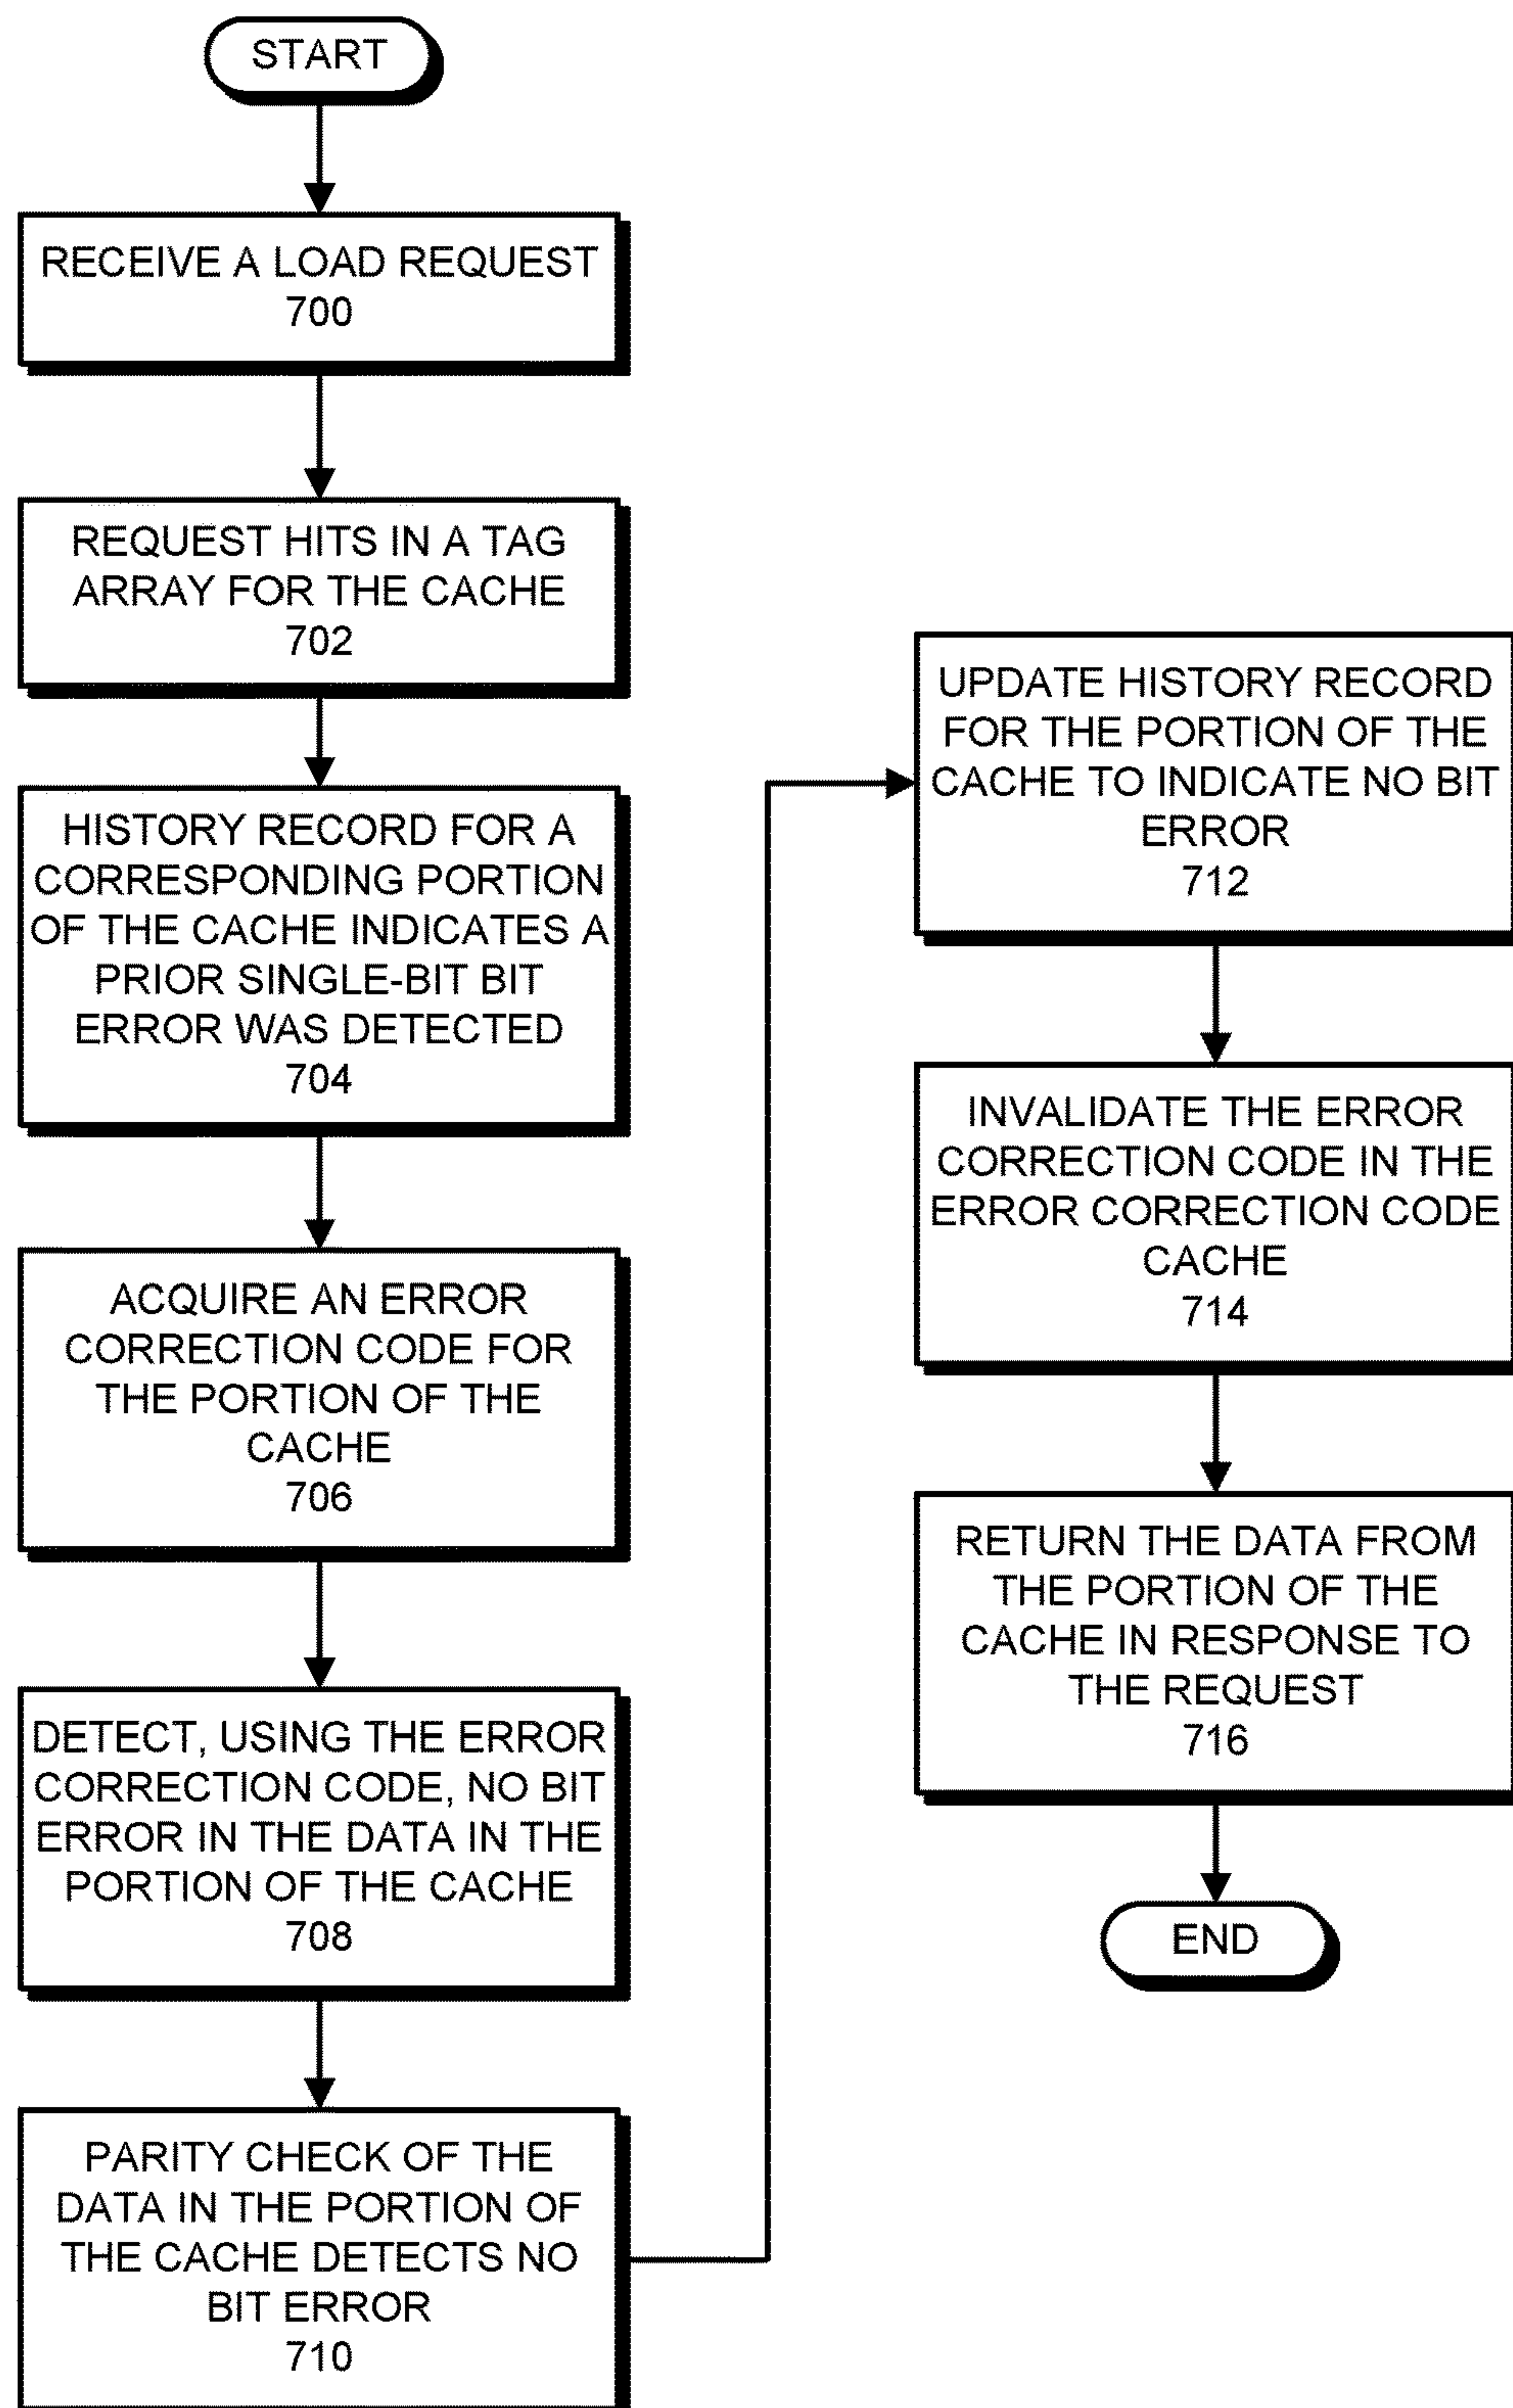 START
RECEIVE A LOAD REQUEST
700
REQUEST HITS IN A TAG
ARRAY FOR THE CACHE
702
HISTORY RECORD FOR A
CORRESPONDING PORTION
OF THE CACHE INDICATES A
PRIOR SINGLE-BIT BIT
ERROR WAS DETECTED
704
ACQUIRE AN ERROR
CORRECTION CODE FOR
THE PORTION OF THE
CACHE
706
DETECT, USING THE ERROR
CORRECTION CODE, NO BIT
ERROR IN THE DATA IN THE
PORTION OF THE CACHE
708
PARITY CHECK OF THE
DATA IN THE PORTION OF
THE CACHE DETECTS NO
BIT ERROR
710
UPDATE HISTORY RECORD
FOR THE PORTION OF THE
CACHE TO INDICATE NO BIT
ERROR
712
INVALIDATE THE ERROR
CORRECTION CODE IN THE
ERROR CORRECTION CODE
CACHE
714
RETURN THE DATA FROM
THE PORTION OF THE
CACHE IN RESPONSE TO
THE REQUEST
716
END